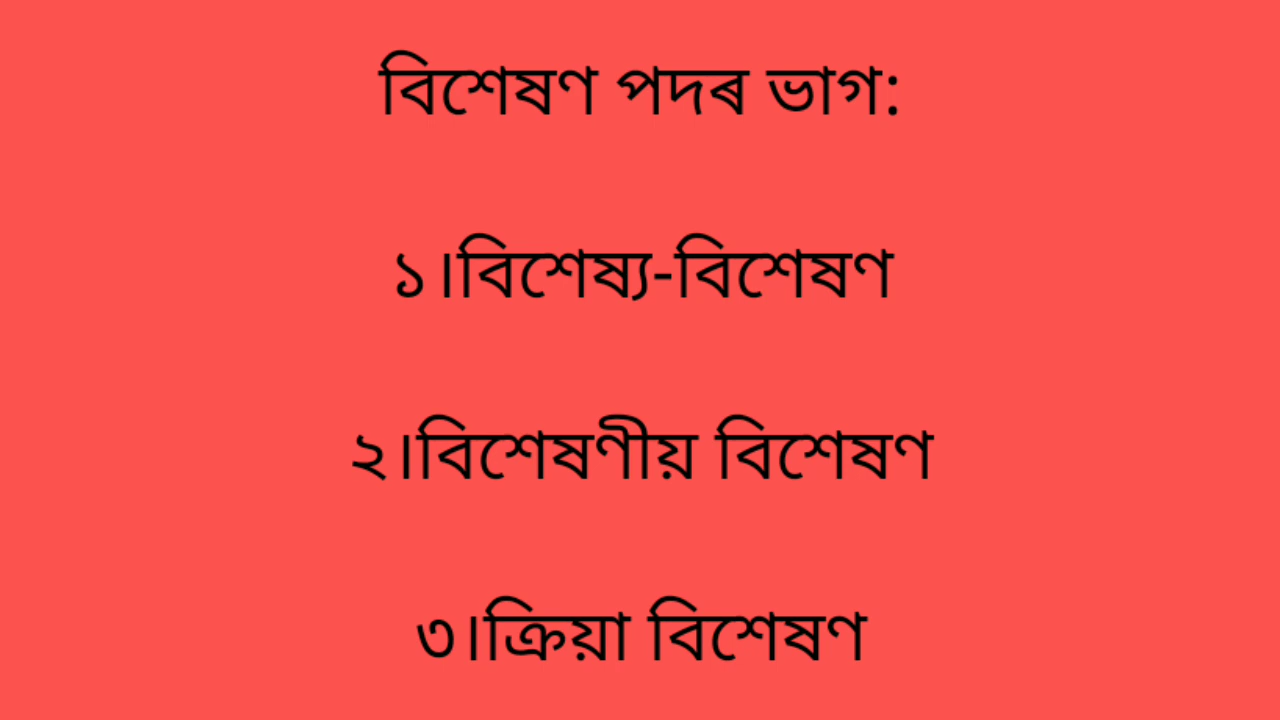 বিশেষণ পদৰ ভাগ:
১।বিশেষ্য-বিশেষণ
২।বিশেষণীয় বিশেষণ
৩।ক্রিয়া বিশেষণ